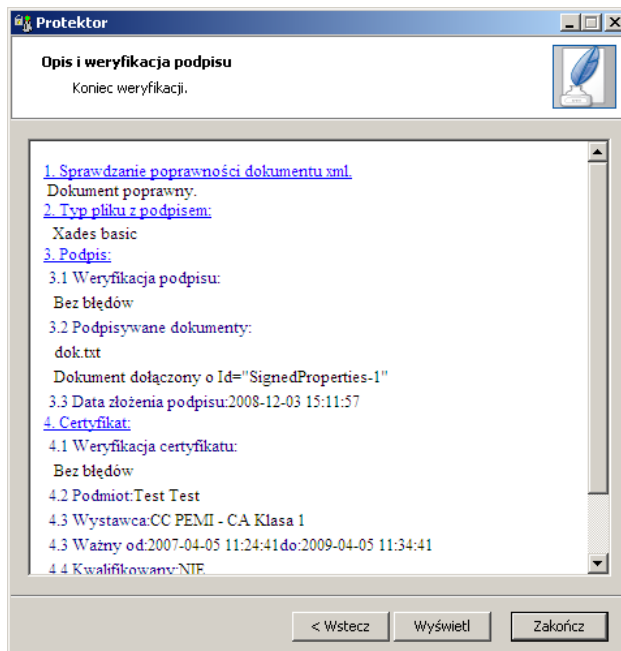 Protektor
Opis i weryfikacja podpisu
Koniec weryfikacji.
1. Sprawdzanie poprawności dokumentu xml.
Dokument poprawny.
2. Typ pliku z podpisem:
Xades basic
3. Podpis:
3.1 Weryfikacja podpisu:
Bez błędów
3.2 Podpisywane dokumenty:
dok.txt
Dokument dołączony o Id="SignedProperties-1"
3.3 Data złożenia podpisu:2008-12-03 15:11:57
4. Certyfikat:
4.1 Weryfikacja certyfikatu:
Bez błędów
4.2 Podmiot:Test Test
4.3 Wystawca:CC PEMI - CA Klasa 1
4.3 Ważny od:2007-04-05 11:24:41do:2009-04-05 11:34:41
4.4 Kwalifikowany:NIE
< Wstecz Wyświetl Zakończ